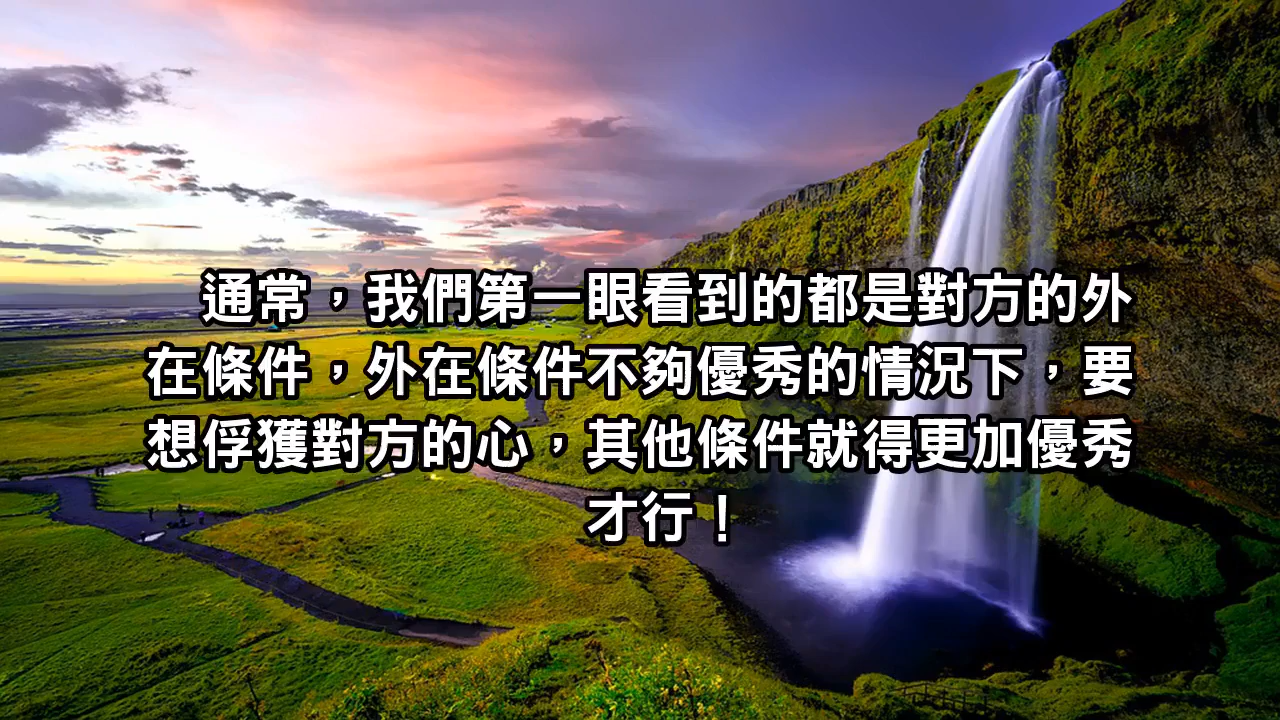 通常，我們第一眼看到的都是對方的外
在條件，外在條件不夠優秀的情況下，要
想俘獲對方的心，其他條件就得更加優秀
才行！